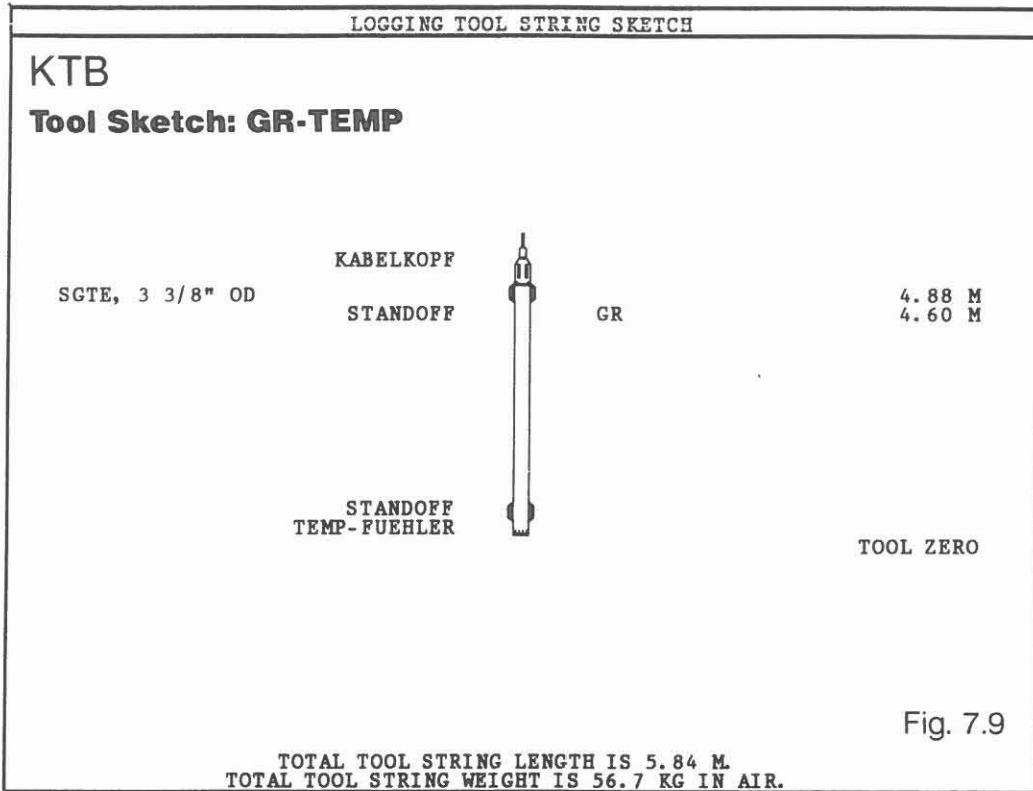 LOGGING TOOL STRING SKETCH
KTB
Tool Sketch: GR-TEMP
KABELKOPF
SGTE, 3 3/8" OD 4.88 M
STANDOFF GR 4.60 M
STANDOFF
TEMP-FUEHLER
TOOL ZERO
Fig. 7.9
TOTAL TOOL STRING LENGTH IS 5.84 M.
TOTAL TOOL STRING WEIGHT IS 56.7 KG IN AIR.